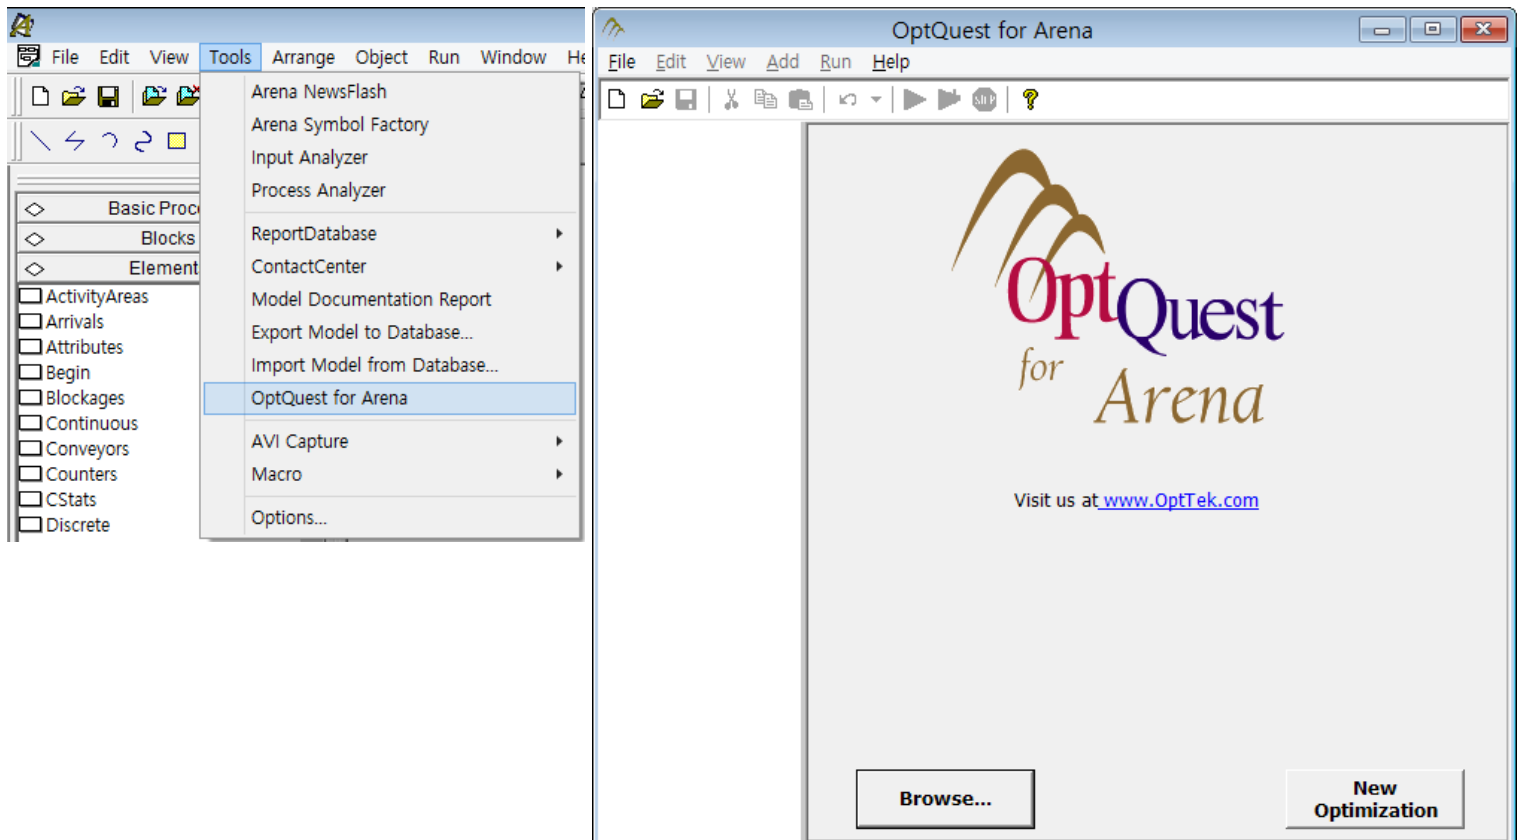 File Edit View Tools Arrange Object Run Window He
Arena NewsFlash
Arena Symbol Factory
Input Analyzer
Process Analyzer
ReportDatabase
ContactCenter
Model Documentation Report
Export Model to Database...
Import Model from Database...
OptQuest for Arena
AVI Capture
Macro
Options...
Basic Proc
Blocks
Element
ActivityAreas
Arrivals
Attributes
Begin
Blockages
Continuous
Conveyors
Counters
CStats
Discrete
OptQuest for Arena
File Edit View Add Run Help
STOP
OptQuest
for
Arena
Visit us at www.OptTek.com
Browse...
New
Optimization